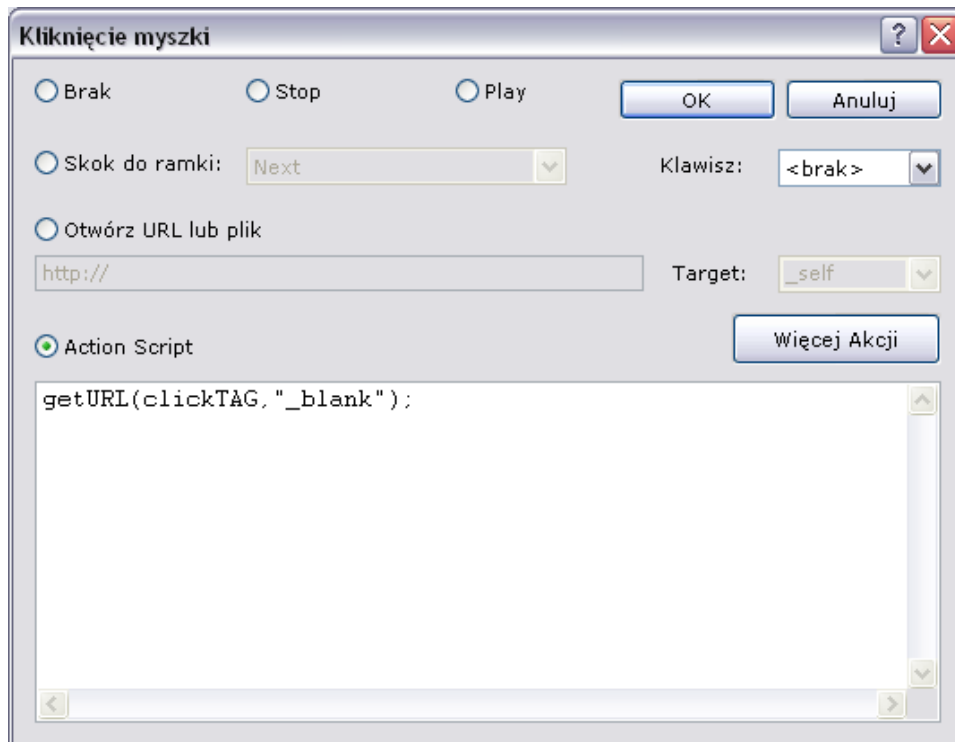 Kliknięcie myszki
Brak Stop Play OK Anuluj
Skok do ramki: Next Klawisz: <brak>
Otwórz URL lub plik
http:// Target: _self
Action Script Więcej Akcji
getURL(clickTAG,"_blank");